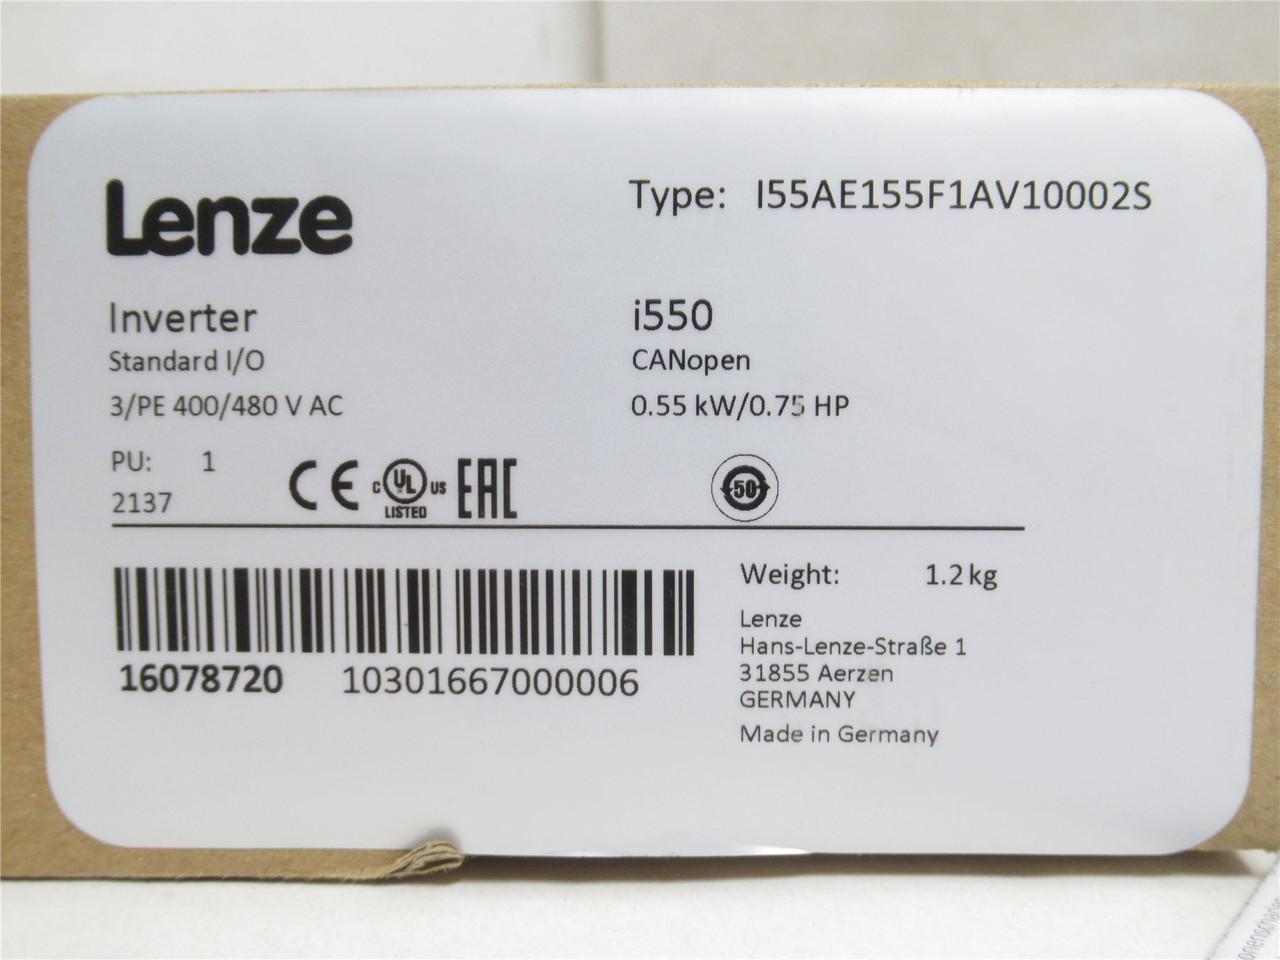 Lenze
Type: I55AE155F1AV10002S
Inverter
i550
Standard I/O
CANopen
3/PE 400/480 V AC
0.55 kW/0.75 HP
PU: 1
2137
CE
C UL US
LISTED
EAC
50
16078720 10301667000006
Weight: 1.2 kg
Lenze
Hans-Lenze-Straße 1
31855 Aerzen
GERMANY
Made in Germany